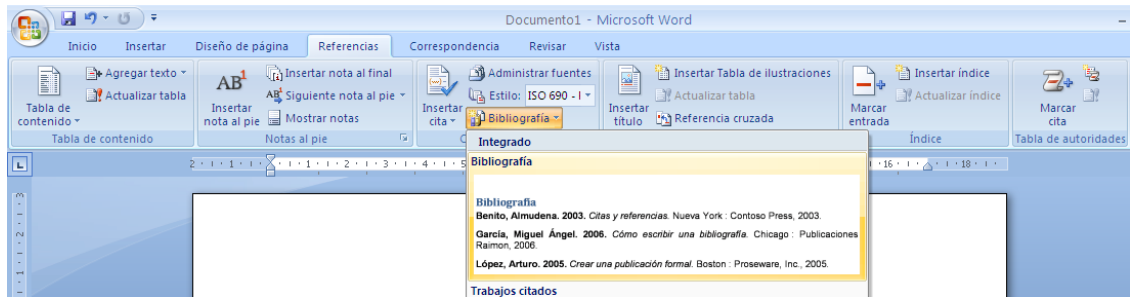 Documento1 - Microsoft Word
Inicio Insertar Diseño de página Referencias Correspondencia Revisar Vista
Agregar texto
Actualizar tabla
Tabla de
contenido
Tabla de contenido
AB1
Insertar
nota al pie
Insertar nota al final
Siguiente nota al pie
Mostrar notas
Notas al pie
Insertar
cita
Administrar fuentes
Estilo: ISO 690 - I
Bibliografía
Insertar
título
Insertar Tabla de ilustraciones
Actualizar tabla
Referencia cruzada
Marcar
entrada
Insertar índice
Actualizar índice
Índice
Marcar
cita
Tabla de autoridades
Integrado
Bibliografía
Bibliografía
Benito, Almudena. 2003. Citas y referencias. Nueva York : Contoso Press, 2003.
García, Miguel Ángel. 2006. Cómo escribir una bibliografía. Chicago : Publicaciones
Raimon, 2006.
López, Arturo. 2005. Crear una publicación formal. Boston : Proseware, Inc., 2005.
Trabajos citados